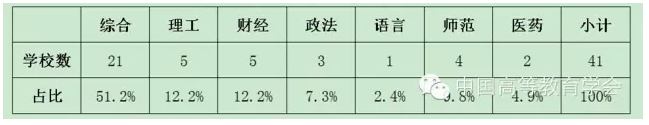 综合 理工 财经 政法 语言 师范 医药 小计
学校数 21 5 5 3 1 4 2 41
占比 51.2% 12.2% 12.2% 7.3% 2.4% 9.8% 4.9% 100%
中国高等教育学会